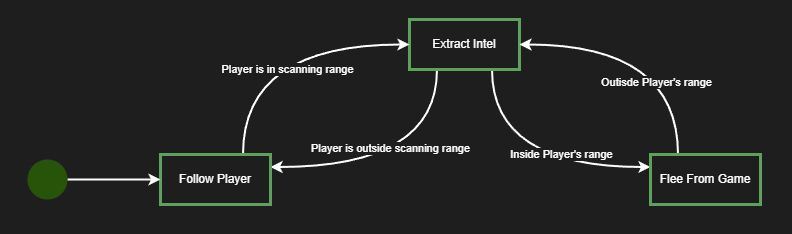 Extract Intel
Player is in scanning range
Outisde Player's range
Player is outside scanning range
Inside Player's range
Follow Player
Flee From Game